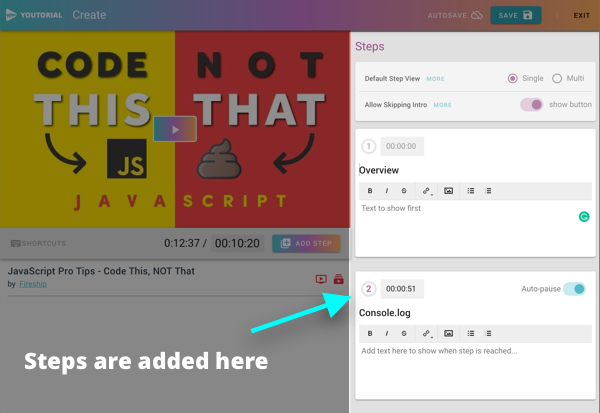 YOUTORIAL Create
AUTOSAVE SAVE EXIT
CODE NOT
THIS THAT
JS
JAVASCRIPT
SHORTCUTS 0:12:37 / 00:10:20 ADD STEP
JavaScript Pro Tips - Code This, NOT That
by Fireship
Steps are added here
Steps
Default Step View MORE Single Multi
Allow Skipping Intro MORE show button
1 00:00:00
Overview
B I S
Text to show first
2 00:00:51 Auto-pause
Console.log
B I S
Add text here to show when step is reached...